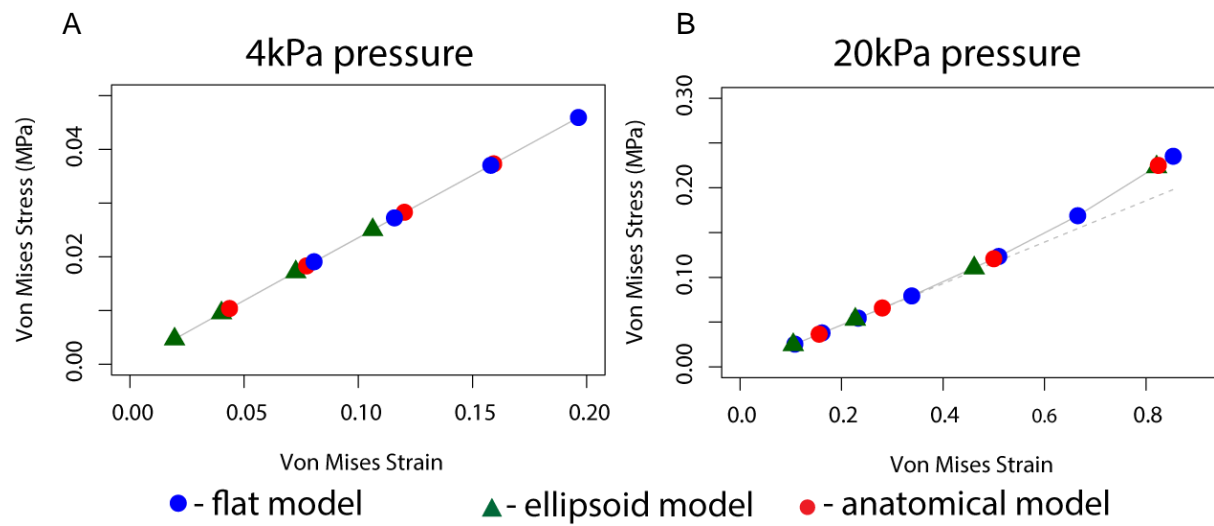 A
4kPa pressure
Von Mises Stress (MPa)
0.04
0.02
0.00
0.00 0.05 0.10 0.15 0.20
Von Mises Strain
B
20kPa pressure
Von Mises Stress (MPa)
0.30
0.20
0.10
0.00
0.0 0.2 0.4 0.6 0.8
Von Mises Strain
- flat model - ellipsoid model - anatomical model